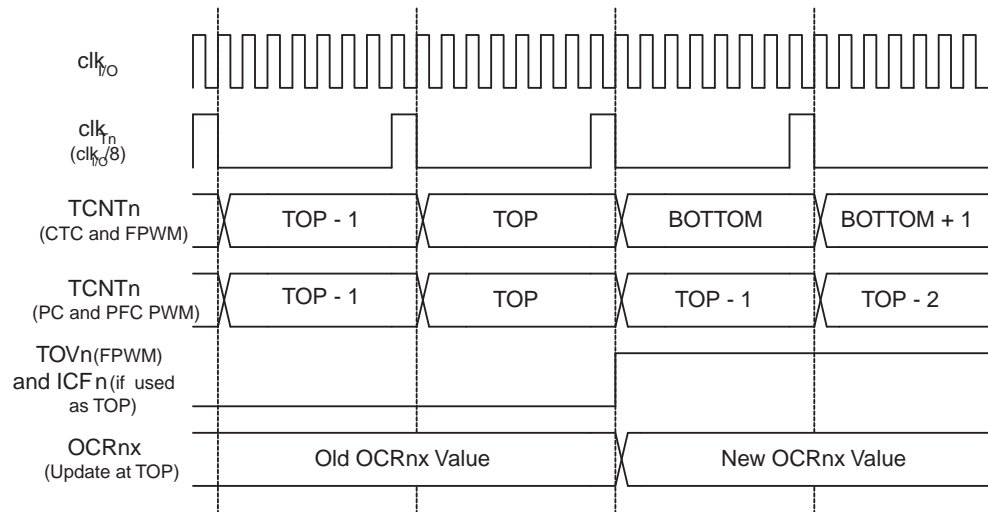 clkI/O
clkTn
(clkI/O/8)
TCNTn
(CTC and FPWM)
TOP - 1
TOP
BOTTOM
BOTTOM + 1
TCNTn
(PC and PFC PWM)
TOP - 1
TOP
TOP - 1
TOP - 2
TOVn(FPWM)
and ICFn(if used
as TOP)
OCRnx
(Update at TOP)
Old OCRnx Value
New OCRnx Value